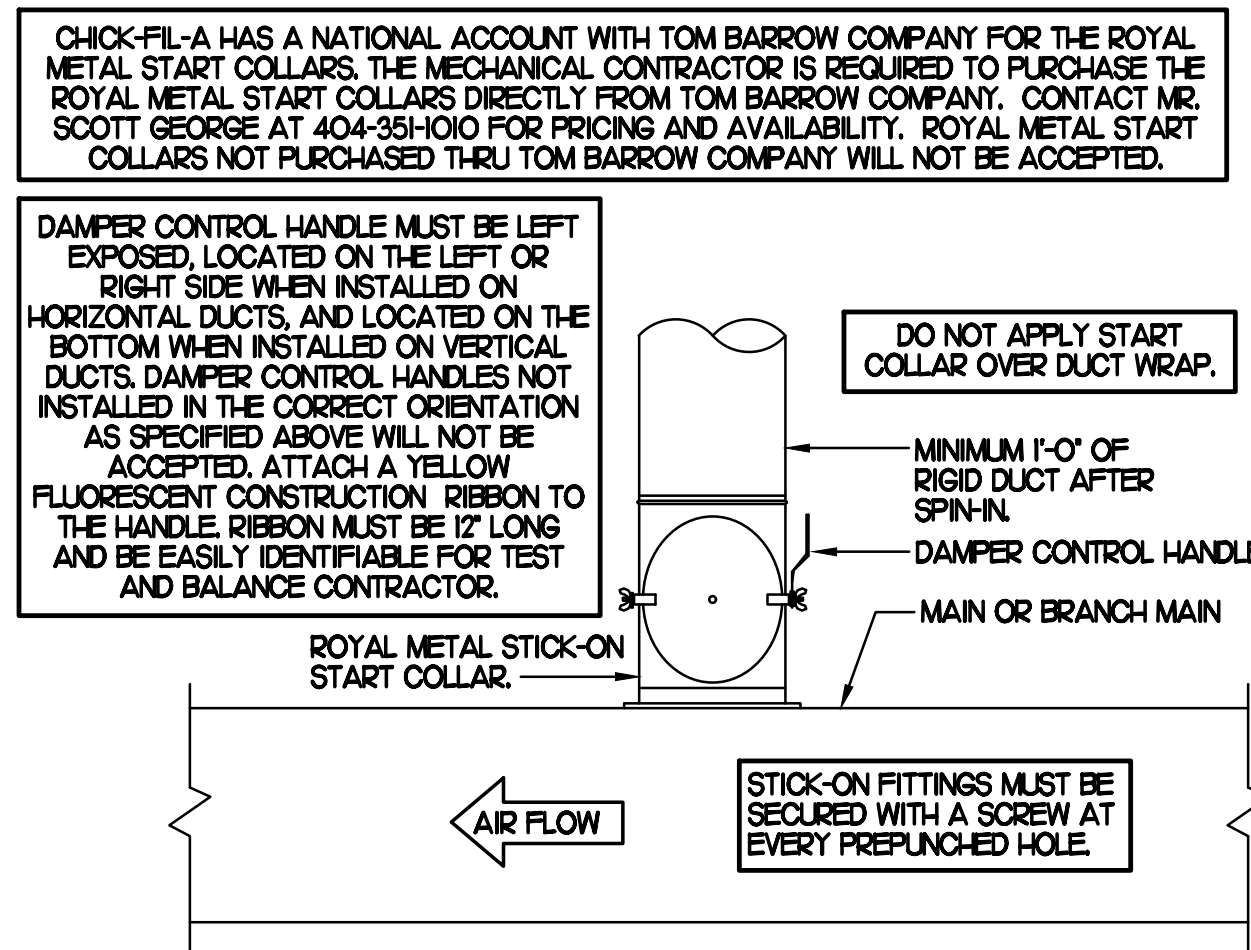 CHICK-FIL-A HAS A NATIONAL ACCOUNT WITH TOM BARROW COMPANY FOR THE ROYAL
METAL START COLLARS. THE MECHANICAL CONTRACTOR IS REQUIRED TO PURCHASE THE
ROYAL METAL START COLLARS DIRECTLY FROM TOM BARROW COMPANY. CONTACT MR.
SCOTT GEORGE AT 404-351-1010 FOR PRICING AND AVAILABILITY. ROYAL METAL START
COLLARS NOT PURCHASED THRU TOM BARROW COMPANY WILL NOT BE ACCEPTED.
DAMPER CONTROL HANDLE MUST BE LEFT
EXPOSED, LOCATED ON THE LEFT OR
RIGHT SIDE WHEN INSTALLED ON
HORIZONTAL DUCTS, AND LOCATED ON THE
BOTTOM WHEN INSTALLED ON VERTICAL
DUCTS. DAMPER CONTROL HANDLES NOT
INSTALLED IN THE CORRECT ORIENTATION
AS SPECIFIED ABOVE WILL NOT BE
ACCEPTED. ATTACH A YELLOW
FLUORESCENT CONSTRUCTION RIBBON TO
THE HANDLE. RIBBON MUST BE 12" LONG
AND BE EASILY IDENTIFIABLE FOR TEST
AND BALANCE CONTRACTOR.
DO NOT APPLY START
COLLAR OVER DUCT WRAP.
MINIMUM 1'-0" OF
RIGID DUCT AFTER
SPIN-IN.
DAMPER CONTROL HANDLE
MAIN OR BRANCH MAIN
ROYAL METAL STICK-ON
START COLLAR.
AIR FLOW
STICK-ON FITTINGS MUST BE
SECURED WITH A SCREW AT
EVERY PREPUNCHED HOLE.